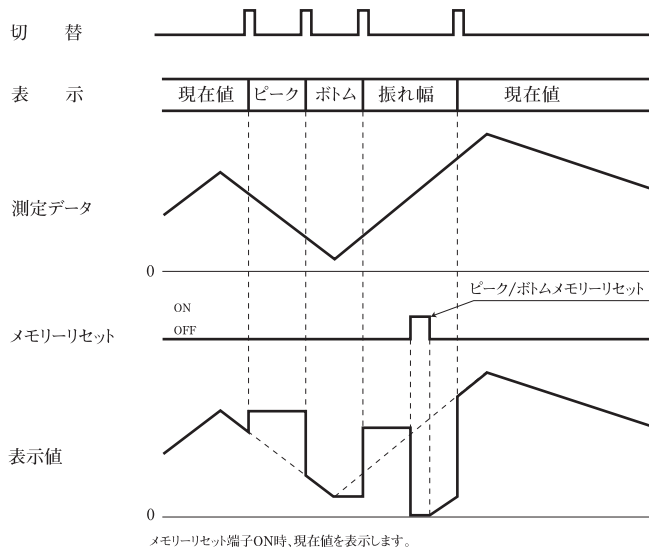 切　　替
表　　示
現在値
ピーク
ボトム
振れ幅
現在値
測定データ
0
ピーク/ボトムメモリーリセット
ON
OFF
メモリーリセット
表示値
0
メモリーリセット端子ON時、現在値を表示します。